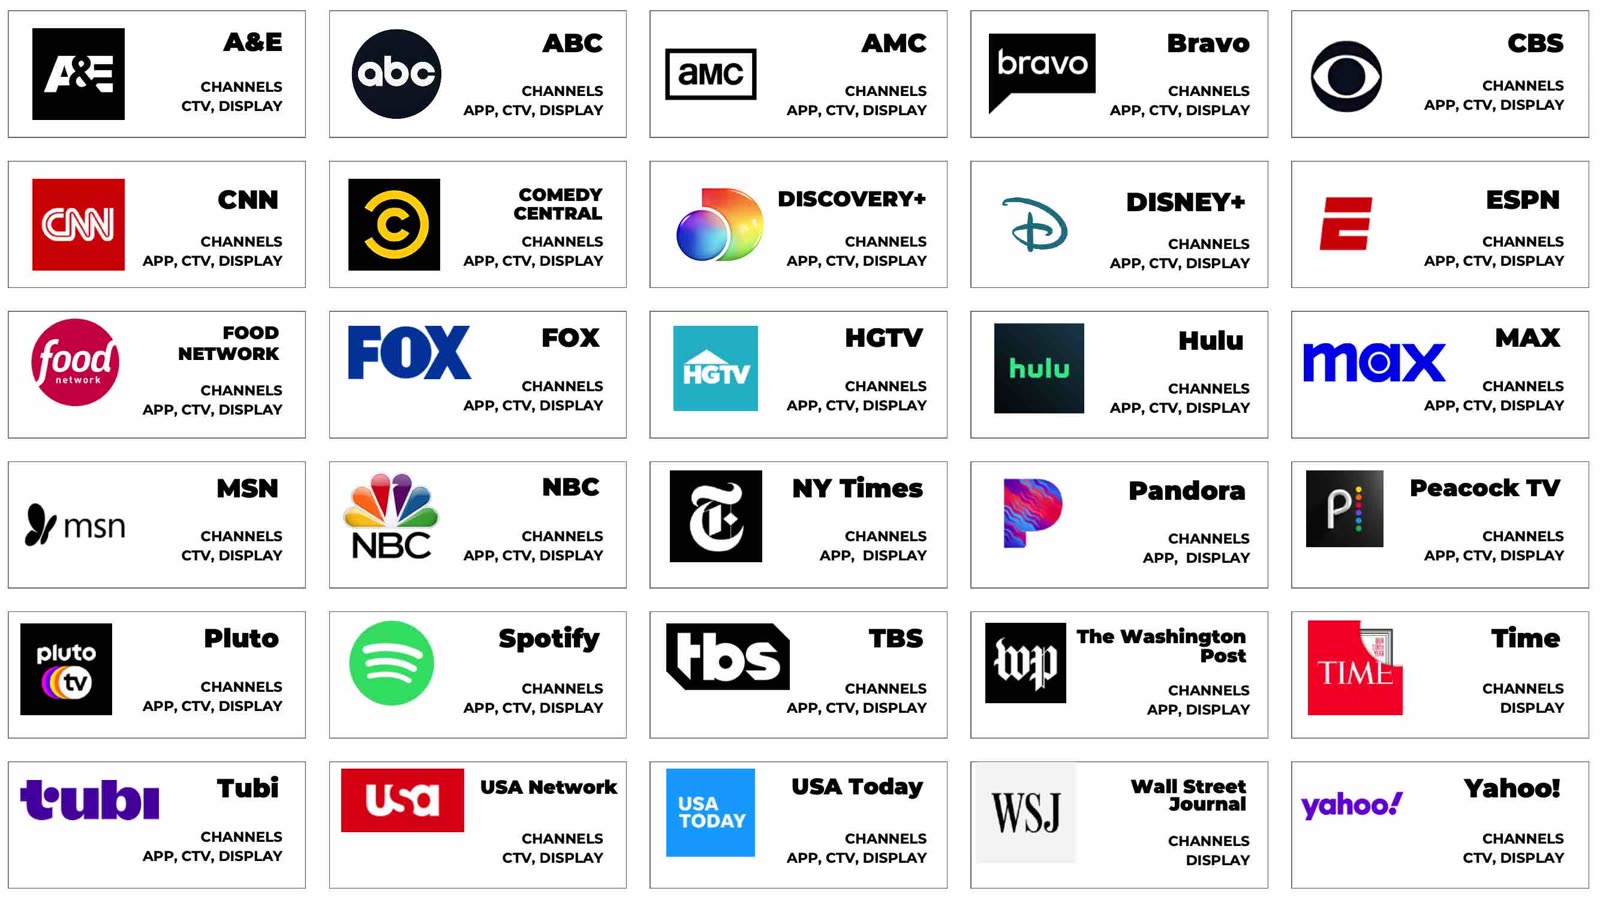 A&E
A&E
CHANNELS
CTV, DISPLAY
abc
ABC
CHANNELS
APP, CTV, DISPLAY
aMC
AMC
CHANNELS
APP, CTV, DISPLAY
bravo
Bravo
CHANNELS
APP, CTV, DISPLAY
CBS
CHANNELS
APP, CTV, DISPLAY
CNN
CNN
CHANNELS
APP, CTV, DISPLAY
C
COMEDY
CENTRAL
CHANNELS
APP, CTV, DISPLAY
DISCOVERY+
CHANNELS
APP, CTV, DISPLAY
D
DISNEY+
CHANNELS
APP, CTV, DISPLAY
E
ESPN
CHANNELS
APP, CTV, DISPLAY
food
network
FOOD
NETWORK
CHANNELS
APP, CTV, DISPLAY
FOX
FOX
CHANNELS
APP, CTV, DISPLAY
HGTV
HGTV
CHANNELS
APP, CTV, DISPLAY
hulu
Hulu
CHANNELS
APP, CTV, DISPLAY
max
MAX
CHANNELS
APP, CTV, DISPLAY
msn
MSN
CHANNELS
CTV, DISPLAY
NBC
NBC
CHANNELS
APP, CTV, DISPLAY
T
NY Times
CHANNELS
APP, DISPLAY
P
Pandora
CHANNELS
APP, DISPLAY
P
Peacock TV
CHANNELS
APP, CTV, DISPLAY
pluto
tv
Pluto
CHANNELS
APP, CTV, DISPLAY
Spotify
CHANNELS
APP, CTV, DISPLAY
tbs
TBS
CHANNELS
APP, CTV, DISPLAY
wp
The Washington
Post
CHANNELS
APP, DISPLAY
TIME
Time
CHANNELS
DISPLAY
tubi
Tubi
CHANNELS
APP, CTV, DISPLAY
usa
USA Network
CHANNELS
CTV, DISPLAY
USA
TODAY
USA Today
CHANNELS
APP, CTV, DISPLAY
WSJ
Wall Street
Journal
CHANNELS
DISPLAY
yahoo!
Yahoo!
CHANNELS
CTV, DISPLAY